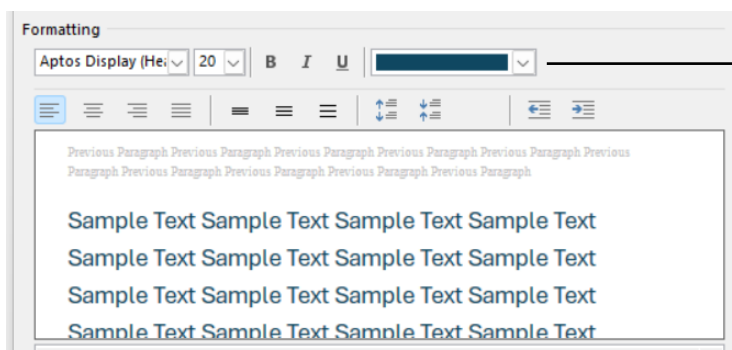 Formatting
Aptos Display (Hea 20 B I U
Previous Paragraph Previous Paragraph Previous Paragraph Previous Paragraph Previous Paragraph Previous
Paragraph Previous Paragraph Previous Paragraph Previous Paragraph Previous Paragraph
Sample Text Sample Text Sample Text Sample Text
Sample Text Sample Text Sample Text Sample Text
Sample Text Sample Text Sample Text Sample Text
Sample Text Sample Text Sample Text Sample Text